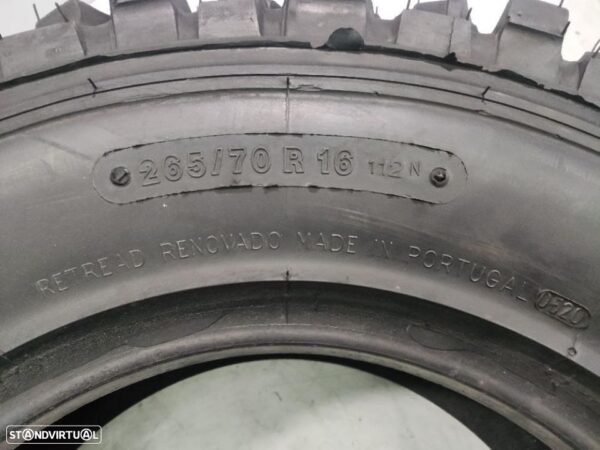 265/70 R 16 112 N
RETREAD RENOVADO MADE IN PORTUGAL 0520
STANDVIRTUAL